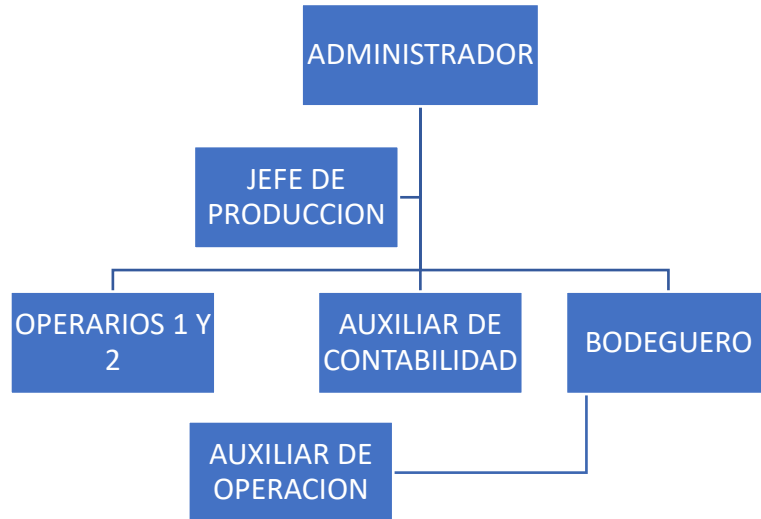 ADMINISTRADOR
JEFE DE
PRODUCCION
OPERARIOS 1 Y
2
AUXILIAR DE
CONTABILIDAD
BODEGUERO
AUXILIAR DE
OPERACION